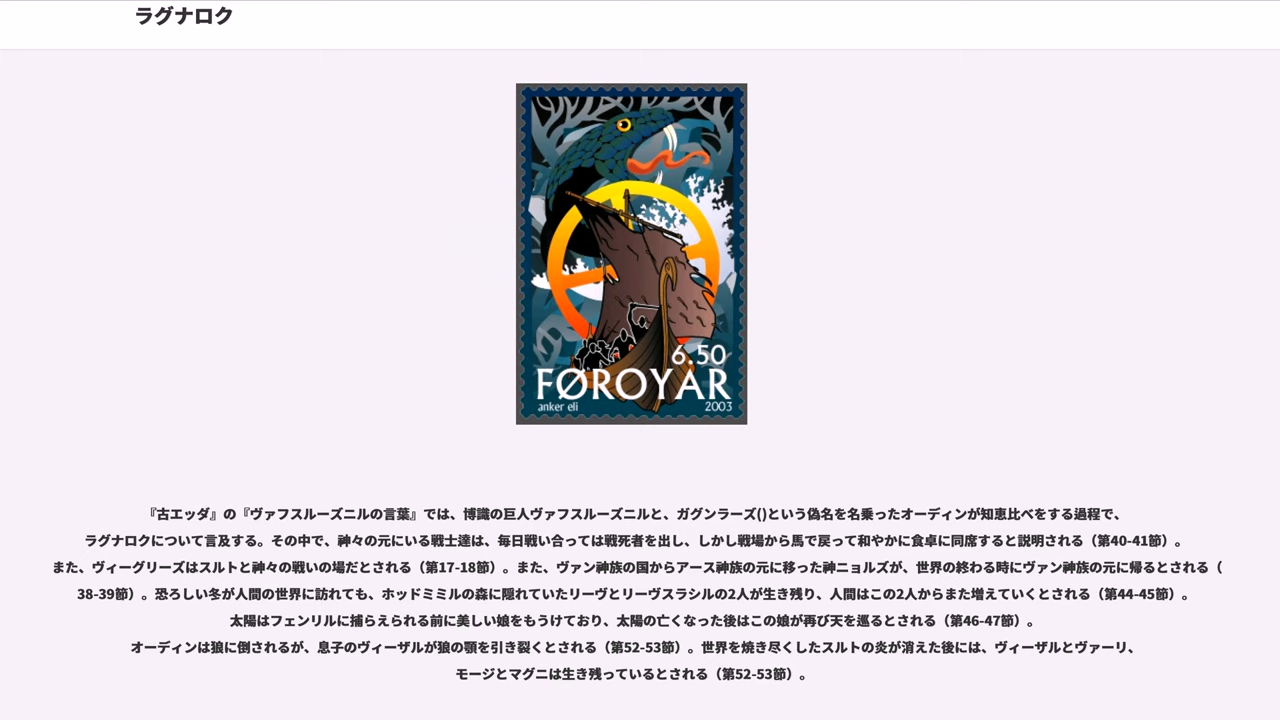 ラグナロク
6.50
FØROYAR
anker eli 2003
『古エッダ』の『ヴァフスルーズニルの言葉』では、博識の巨人ヴァフスルーズニルと、ガグンラーズ()という偽名を名乗ったオーディンが知恵比べをする過程で、
ラグナロクについて言及する。その中で、神々の元にいる戦士達は、毎日戦い合っては戦死者を出し、しかし戦場から馬で戻って和やかに食卓に同席すると説明される（第40-41節）。
また、ヴィーグリーズはスルトと神々の戦いの場だとされる（第17-18節）。また、ヴァン神族の国からアース神族の元に移った神ニョルズが、世界の終わる時にヴァン神族の元に帰るとされる（
38-39節）。恐ろしい冬が人間の世界に訪れても、ホッドミミルの森に隠れていたリーヴとリーヴスラシルの2人が生き残り、人間はこの2人からまた増えていくとされる（第44-45節）。
太陽はフェンリルに捕らえられる前に美しい娘をもうけており、太陽の亡くなった後はこの娘が再び天を巡るとされる（第46-47節）。
オーディンは狼に倒されるが、息子のヴィーザルが狼の顎を引き裂くとされる（第52-53節）。世界を焼き尽くしたスルトの炎が消えた後には、ヴィーザルとヴァーリ、
モージとマグニは生き残っているとされる（第52-53節）。